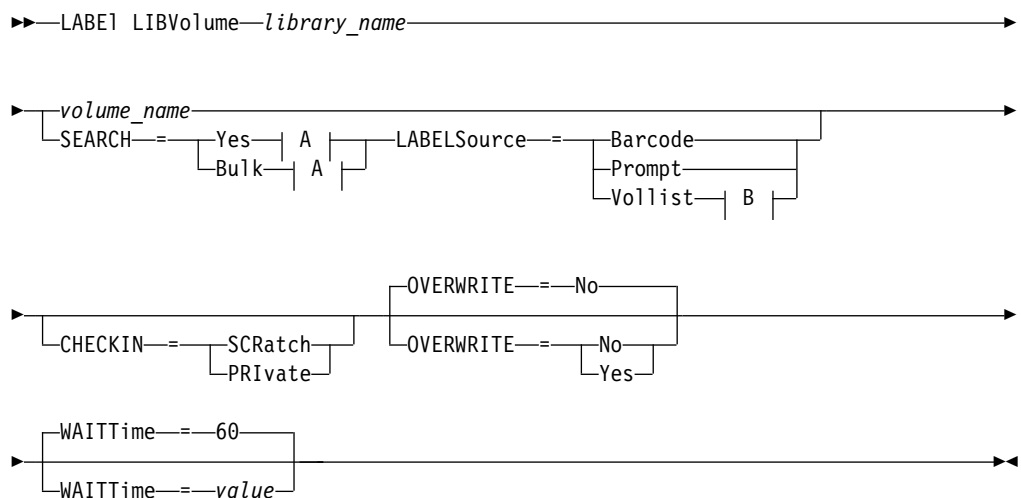 LABEl LIBVolume library_name
volume_name
SEARCH = Yes A LABELSource = Barcode
Bulk A Prompt
Vollist B
OVERWRITE = No
CHECKIN = SCRatch OVERWRITE = No
PRIvate Yes
WAITTime = 60
WAITTime = value